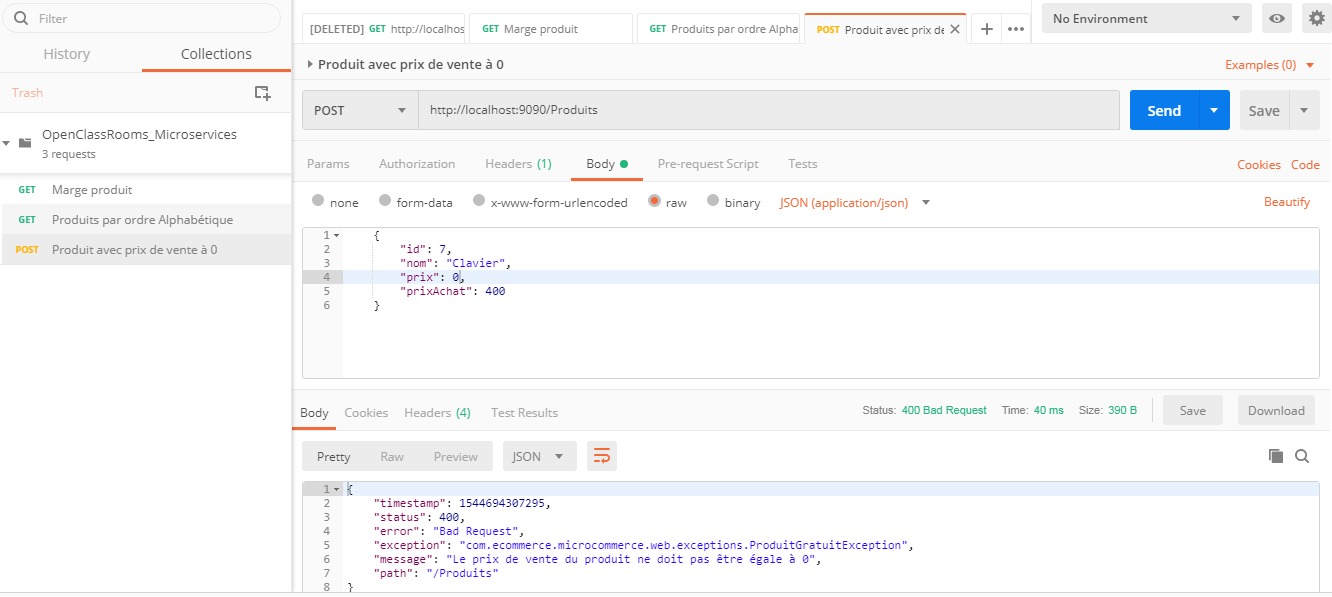 Filter
History Collections
Trash
OpenClassRooms_Microservices
3 requests
GET Marge produit
GET Produits par ordre Alphabétique
POST Produit avec prix de vente à 0
[DELETED] GET http://localhos GET Marge produit GET Produits par ordre Alpha POST Produit avec prix de
No Environment
Produit avec prix de vente à 0 Examples (0)
POST http://localhost:9090/Produits Send Save
Params Authorization Headers (1) Body Pre-request Script Tests Cookies Code
none form-data x-www-form-urlencoded raw binary JSON (application/json) Beautify
1 {
2 "id": 7,
3 "nom": "Clavier",
4 "prix": 0,
5 "prixAchat": 400
6 }
Body Cookies Headers (4) Test Results Status: 400 Bad Request Time: 40 ms Size: 390 B Save Download
Pretty Raw Preview JSON
1 {
2 "timestamp": 1544694307295,
3 "status": 400,
4 "error": "Bad Request",
5 "exception": "com.ecommerce.microcommerce.web.exceptions.ProduitGratuitException",
6 "message": "Le prix de vente du produit ne doit pas être égale à 0",
7 "path": "/Produits"
8 }